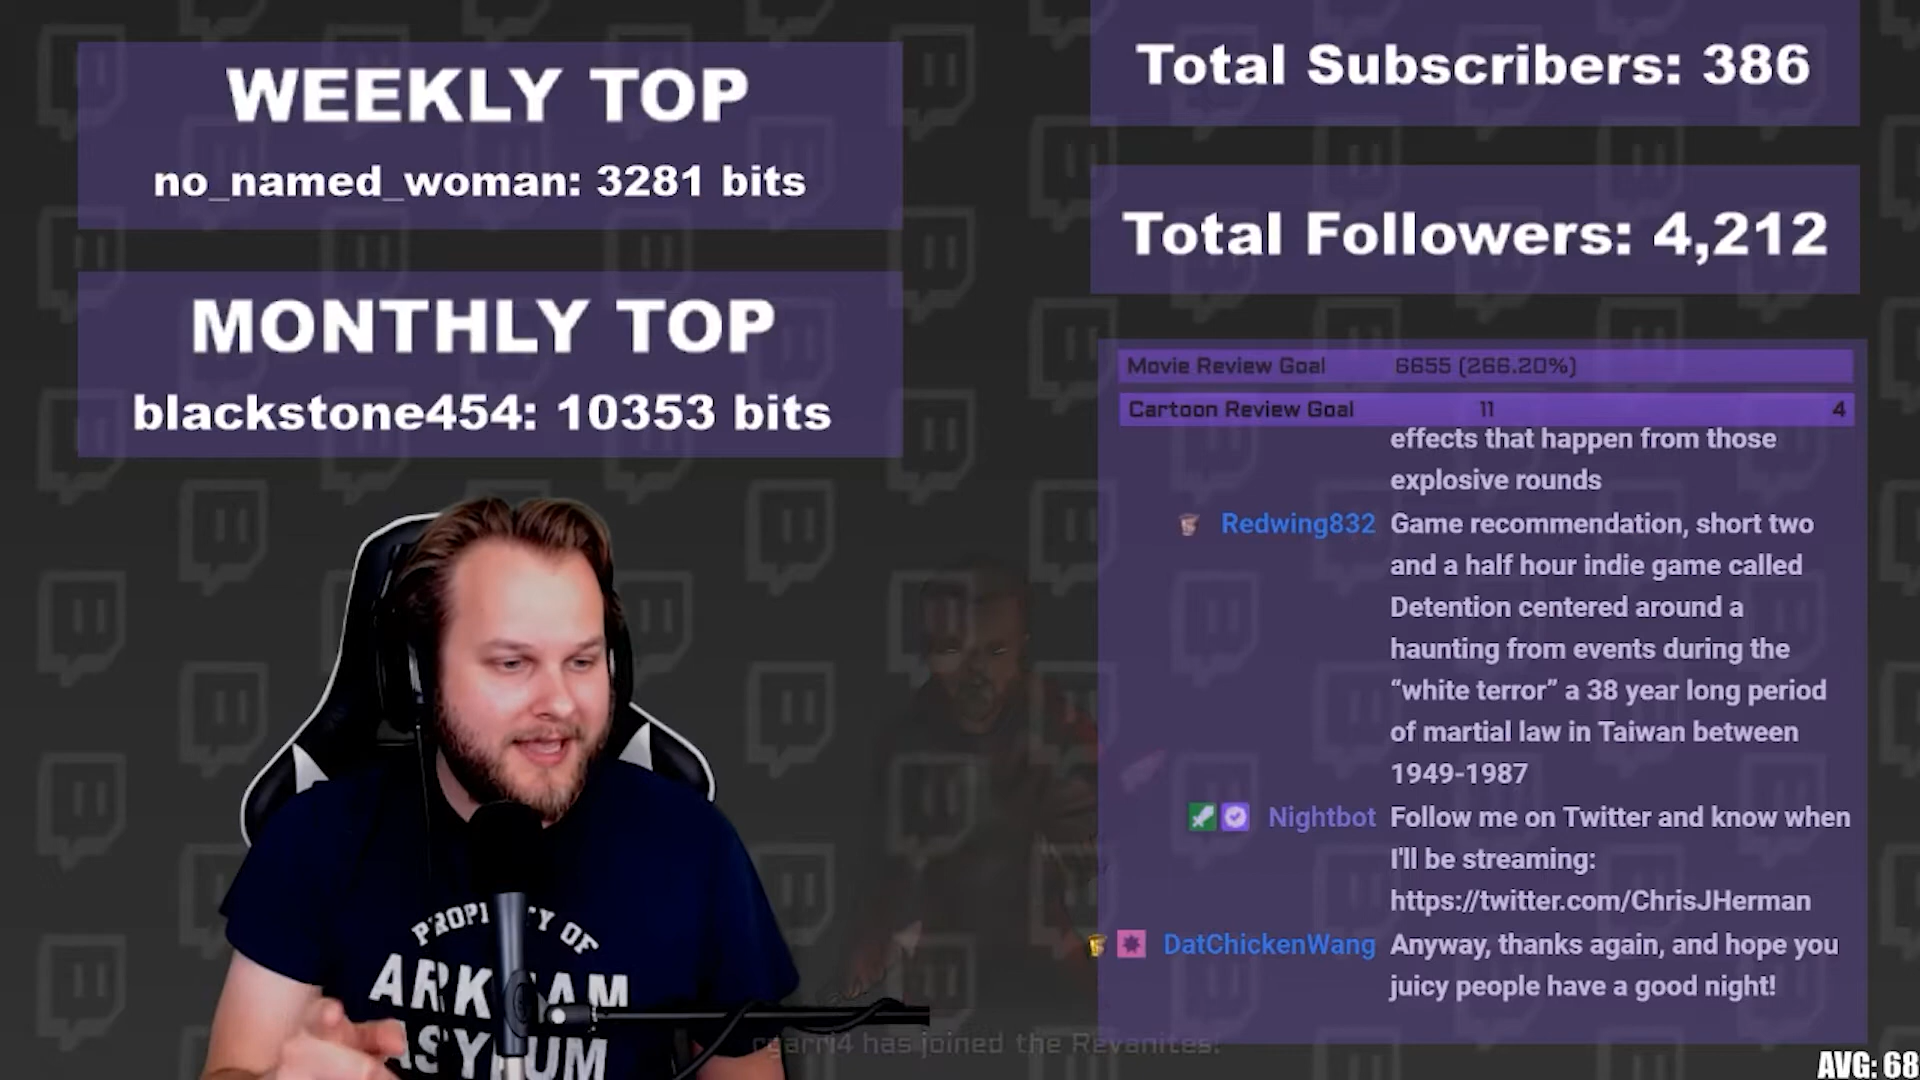 WEEKLY TOP
no_named_woman: 3281 bits
MONTHLY TOP
blackstone454: 10353 bits
Total Subscribers: 386
Total Followers: 4,212
Movie Review Goal 6655 (266.20%)
Cartoon Review Goal 11 4
effects that happen from those
explosive rounds
Redwing832 Game recommendation, short two
and a half hour indie game called
Detention centered around a
haunting from events during the
“white terror” a 38 year long period
of martial law in Taiwan between
1949-1987
Nightbot Follow me on Twitter and know when
I'll be streaming:
https://twitter.com/ChrisJHerman
DatChickenWang Anyway, thanks again, and hope you
juicy people have a good night!
OF
has joined the Revanites.
AVG: 68